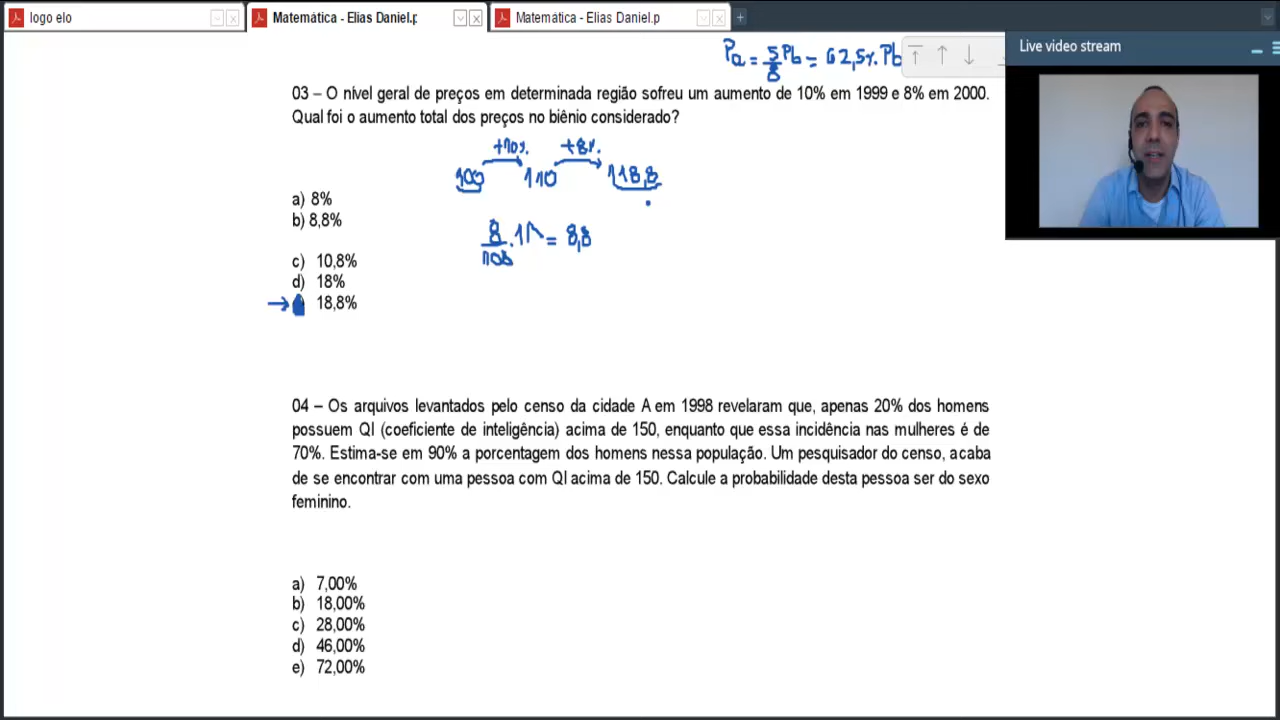 logo elo
Matemática - Elias Daniel.p
Matemática - Elias Daniel.p
Live video stream
Pa = 5/8 Pb = 62,5%. Pb
03 – O nível geral de preços em determinada região sofreu um aumento de 10% em 1999 e 8% em 2000.
Qual foi o aumento total dos preços no biênio considerado?
+10%. +8%.
100 110 118,8
a) 8%
b) 8,8%
8/100 . 11 = 8,8
c) 10,8%
d) 18%
→ 18,8%
04 – Os arquivos levantados pelo censo da cidade A em 1998 revelaram que, apenas 20% dos homens
possuem QI (coeficiente de inteligência) acima de 150, enquanto que essa incidência nas mulheres é de
70%. Estima-se em 90% a porcentagem dos homens nessa população. Um pesquisador do censo, acaba
de se encontrar com uma pessoa com QI acima de 150. Calcule a probabilidade desta pessoa ser do sexo
feminino.
a) 7,00%
b) 18,00%
c) 28,00%
d) 46,00%
e) 72,00%